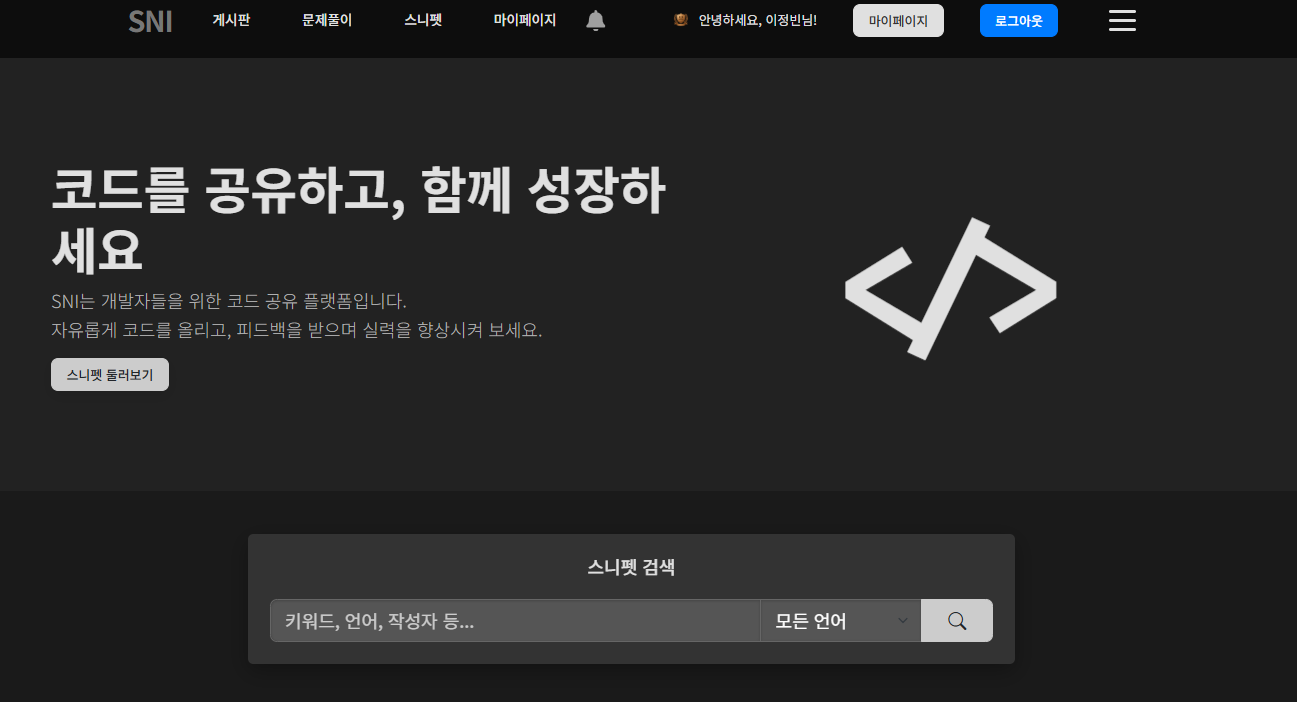 SNI 게시판 문제풀이 스니펫 마이페이지 안녕하세요, 이정빈님! 마이페이지 로그아웃
코드를 공유하고, 함께 성장하
세요
SNI는 개발자들을 위한 코드 공유 플랫폼입니다.
자유롭게 코드를 올리고, 피드백을 받으며 실력을 향상시켜 보세요.
스니펫 둘러보기
</>
스니펫 검색
키워드, 언어, 작성자 등... 모든 언어